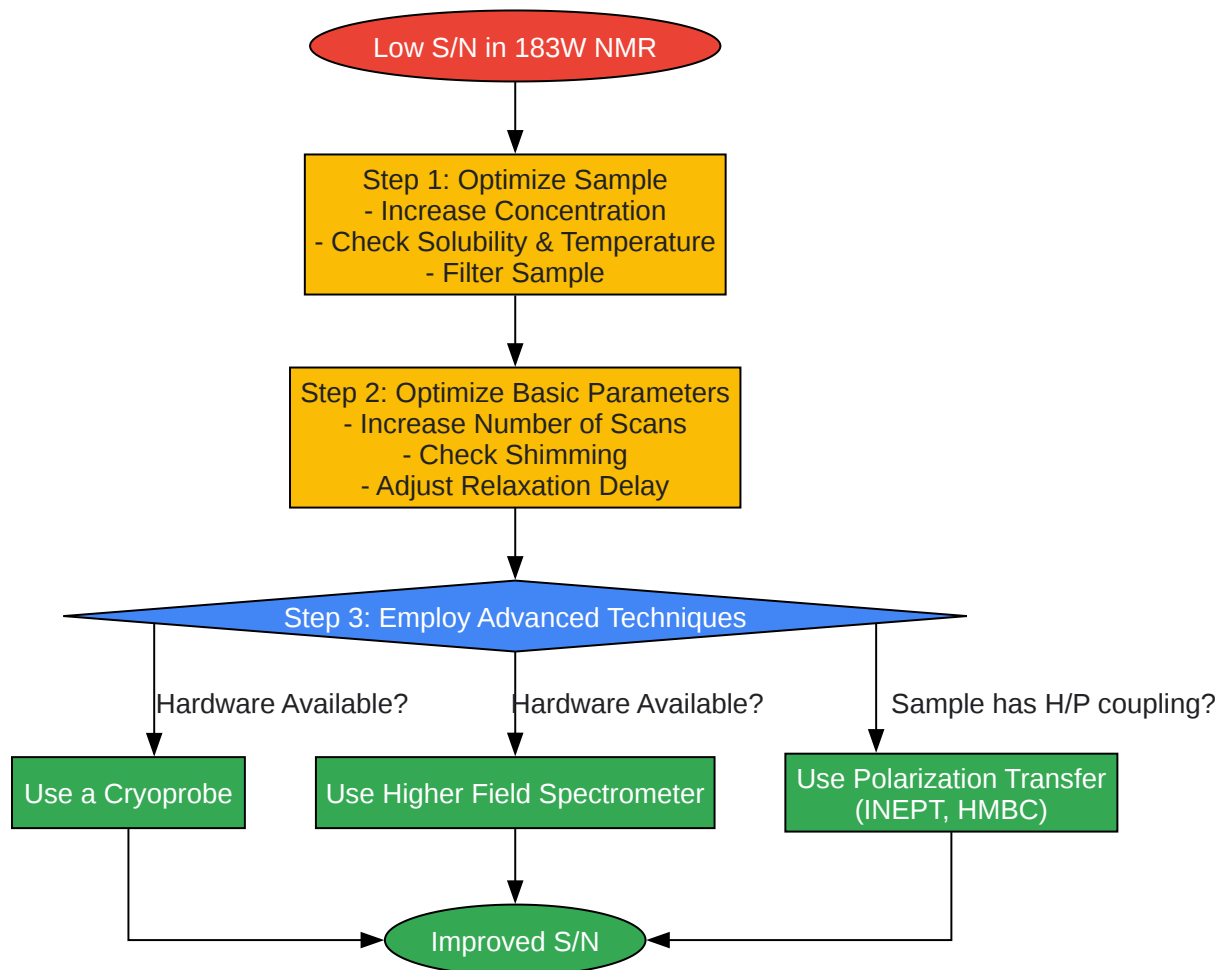 Low S/N in 183W NMR
Step 1: Optimize Sample
- Increase Concentration
- Check Solubility & Temperature
- Filter Sample
Step 2: Optimize Basic Parameters
- Increase Number of Scans
- Check Shimming
- Adjust Relaxation Delay
Step 3: Employ Advanced Techniques
Hardware Available?
Hardware Available?
Sample has H/P coupling?
Use a Cryoprobe
Use Higher Field Spectrometer
Use Polarization Transfer
(INEPT, HMBC)
Improved S/N